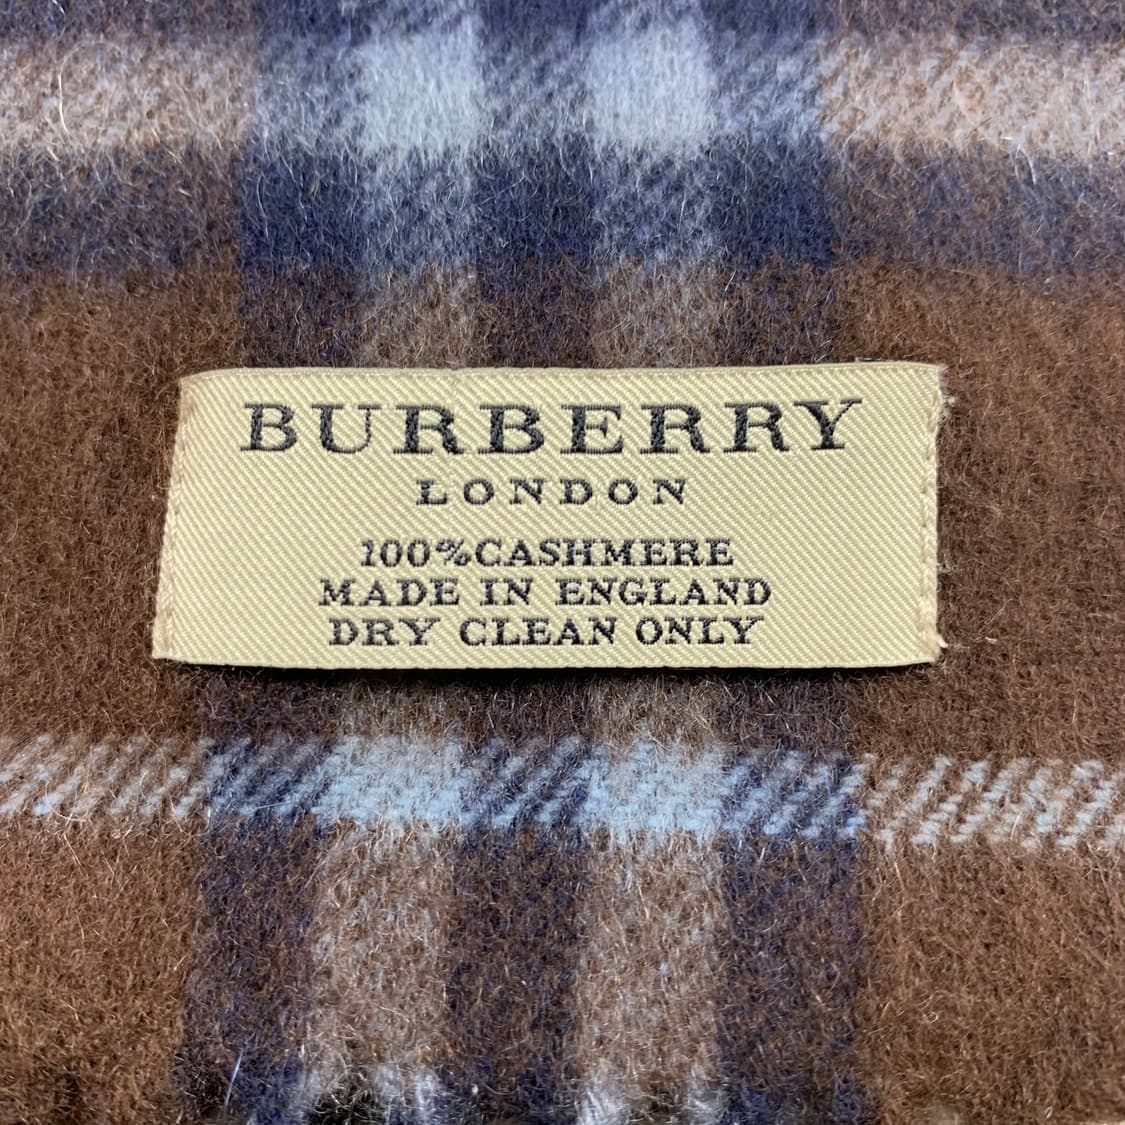 BURBERRY
LONDON
100%CASHMERE
MADE IN ENGLAND
DRY CLEAN ONLY